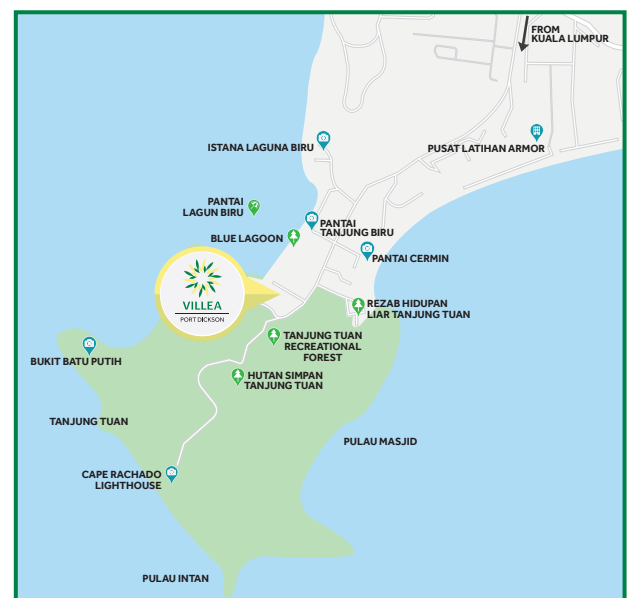 FROM
KUALA LUMPUR
ISTANA LAGUNA BIRU
PUSAT LATIHAN ARMOR
PANTAI
LAGUN BIRU
PANTAI
TANJUNG BIRU
BLUE LAGOON
PANTAI CERMIN
VILLEA
PORT DICKSON
REZAB HIDUPAN
LIAR TANJUNG TUAN
TANJUNG TUAN
RECREATIONAL
FOREST
BUKIT BATU PUTIH
HUTAN SIMPAN
TANJUNG TUAN
TANJUNG TUAN
PULAU MASJID
CAPE RACHADO
LIGHTHOUSE
PULAU INTAN